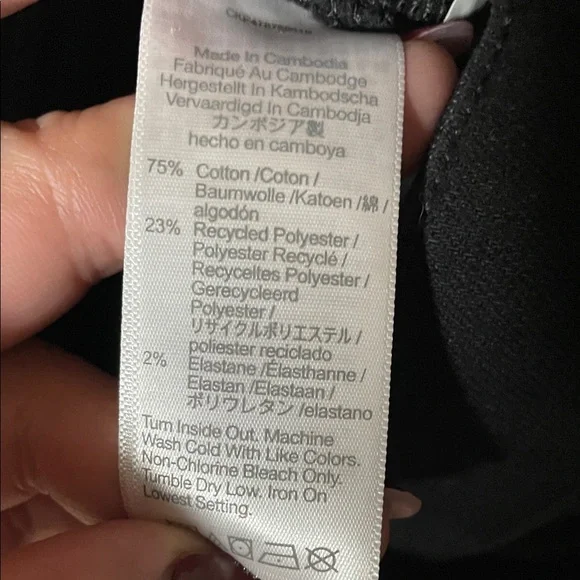 Made In Cambodia
Fabriqué Au Cambodge
Hergestellt In Kambodscha
Vervaardigd In Cambodja
カンボジア製
hecho en camboya
75% Cotton /Coton /
Baumwolle /Katoen /綿 /
algodón
23% Recycled Polyester /
Polyester Recyclé /
Recyceltes Polyester /
Gerecycleerd
Polyester /
リサイクルポリエステル /
poliester reciclado
2% Elastane /Élasthanne /
Elastan /Elastaan /
ポリウレタン /elastano
Turn Inside Out. Machine
Wash Cold With Like Colors.
Non-Chlorine Bleach Only.
Tumble Dry Low. Iron On
Lowest Setting.